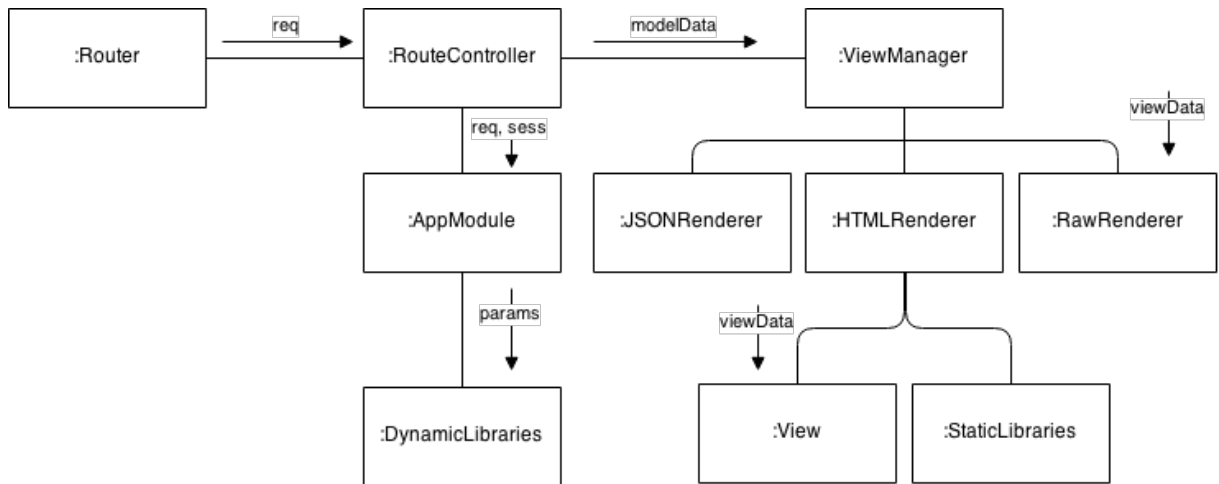 req
modelData
:Router
:RouteController
:ViewManager
viewData
req, sess
:AppModule
:JSONRenderer
:HTMLRenderer
:RawRenderer
params
viewData
:DynamicLibraries
:View
:StaticLibraries